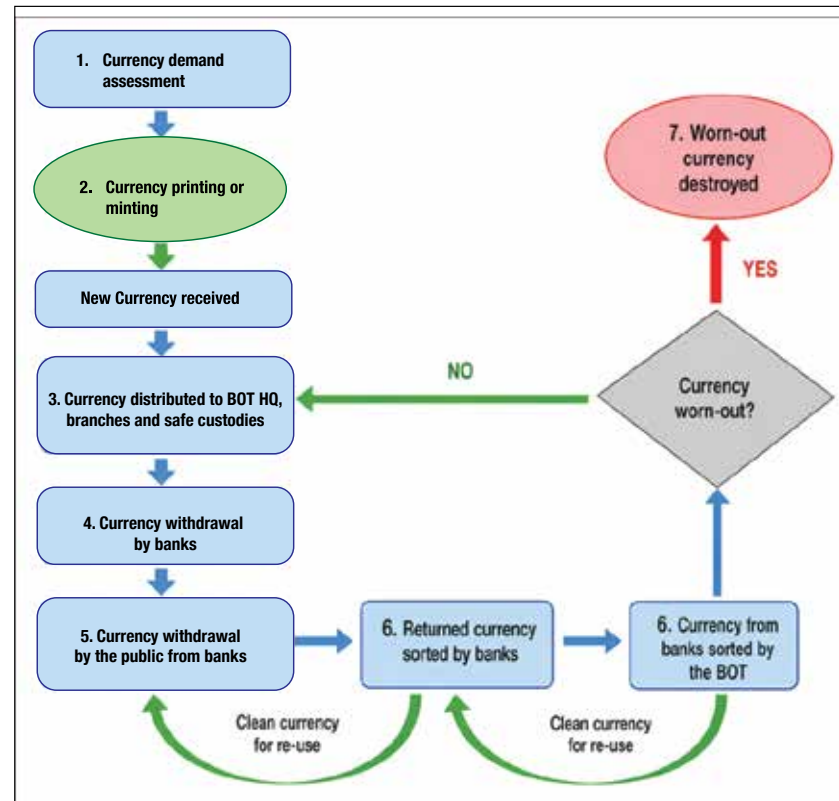 1. Currency demand
assessment
2. Currency printing or
minting
New Currency received
3. Currency distributed to BOT HQ,
branches and safe custodies
4. Currency withdrawal
by banks
5. Currency withdrawal
by the public from banks
6. Returned currency
sorted by banks
6. Currency from
banks sorted by
the BOT
Currency
worn-out?
NO
YES
7. Worn-out
currency
destroyed
Clean currency
for re-use
Clean currency
for re-use